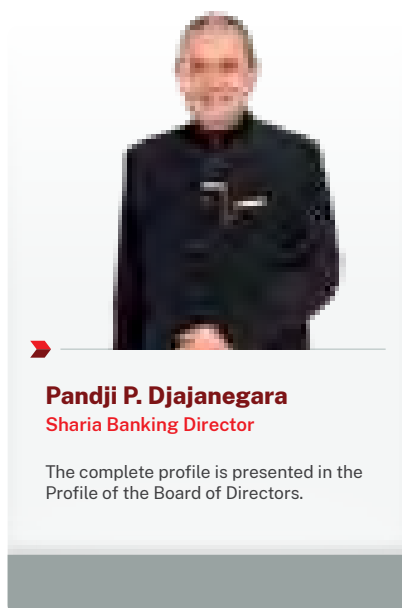 Pandji P. Djajanegara
Sharia Banking Director
The complete profile is presented in the
Profile of the Board of Directors.